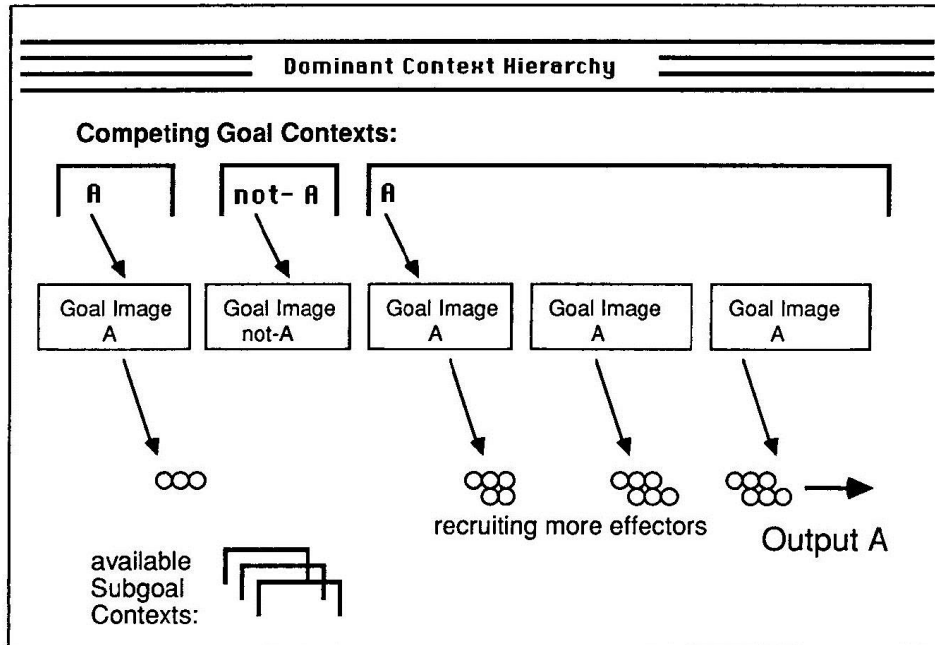 Dominant Context Hierarchy
Competing Goal Contexts:
A
not- A
A
Goal Image
A
Goal Image
not-A
Goal Image
A
Goal Image
A
Goal Image
A
recruiting more effectors
Output A
available
Subgoal
Contexts: